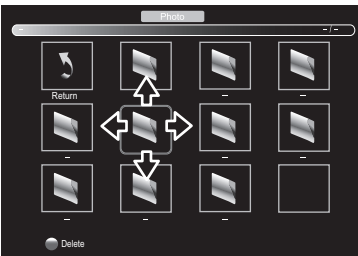 Photo
– –/–
Return – – –
– – –
– – –
Delete